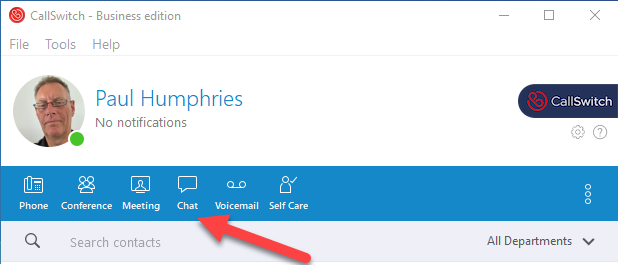 CallSwitch - Business edition
File Tools Help
Paul Humphries
No notifications
CallSwitch
Phone Conference Meeting Chat Voicemail Self Care
Search contacts All Departments